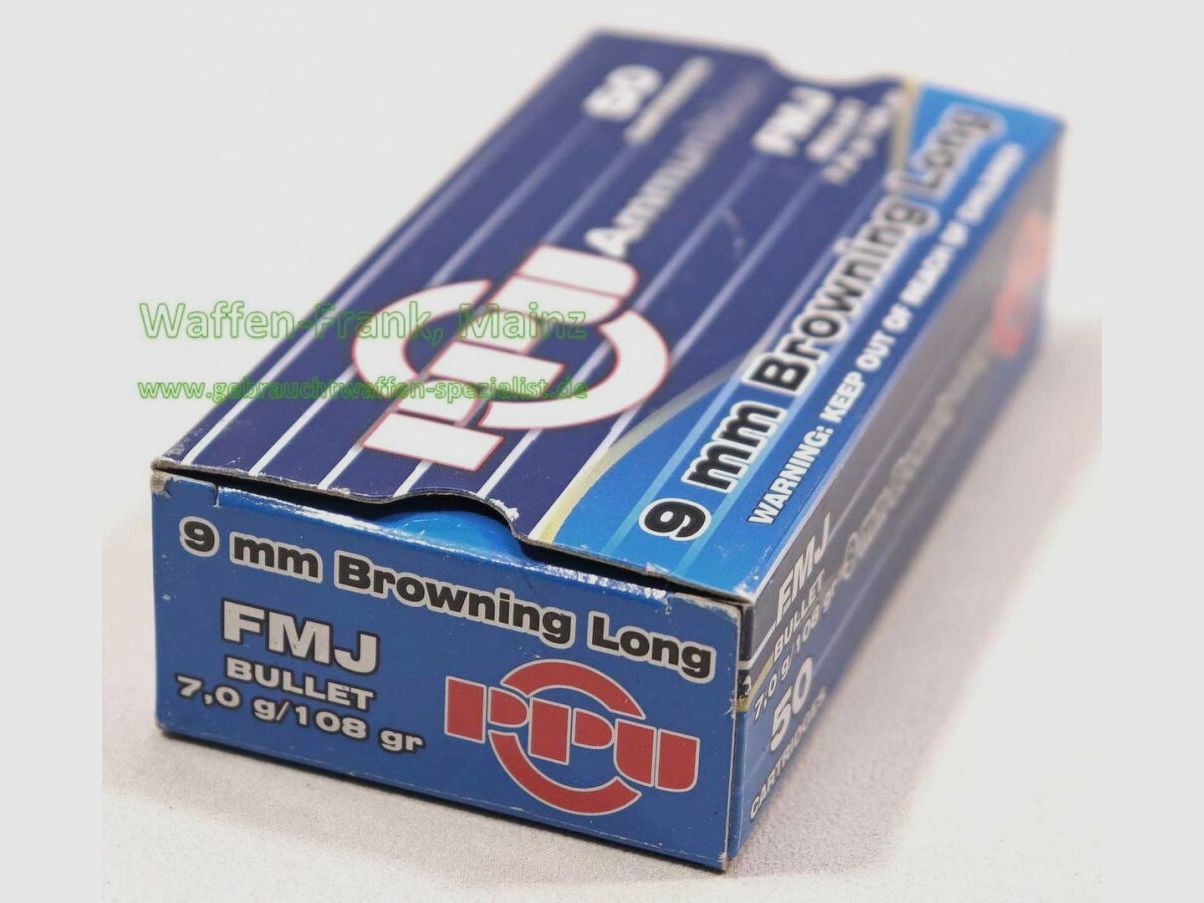 50
Ammunition
FMJ
BULLET
PPU
9 mm Browning Long
WARNING: KEEP OUT OF REACH OF CHILDREN
Waffen-Frank, Mainz
www.gebrauchtwaffen-spezialist.de
9 mm Browning Long
FMJ
BULLET
7,0 g/108 gr
PPU
FMJ
BULLET
7,0 g/108 gr
50
CARTRIDGES